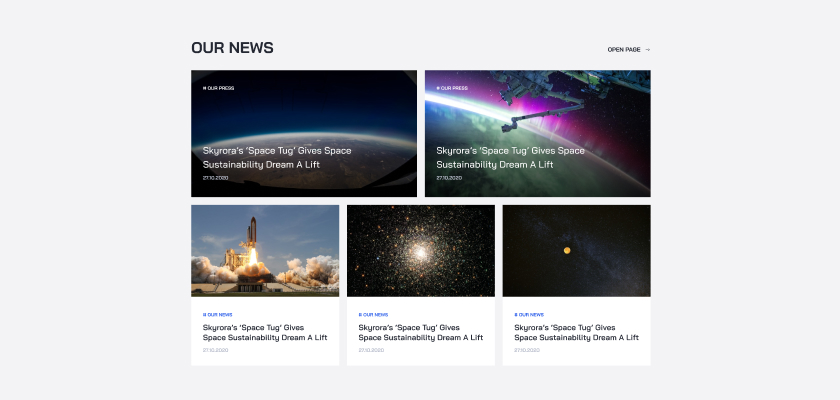 OUR NEWS
OPEN PAGE →
# OUR PRESS
Skyrora's ‘Space Tug’ Gives Space
Sustainability Dream A Lift
27.10.2020
# OUR PRESS
Skyrora's ‘Space Tug’ Gives Space
Sustainability Dream A Lift
27.10.2020
# OUR NEWS
Skyrora's ‘Space Tug’ Gives
Space Sustainability Dream A Lift
27.10.2020
# OUR NEWS
Skyrora's ‘Space Tug’ Gives
Space Sustainability Dream A Lift
27.10.2020
# OUR NEWS
Skyrora's ‘Space Tug’ Gives
Space Sustainability Dream A Lift
27.10.2020